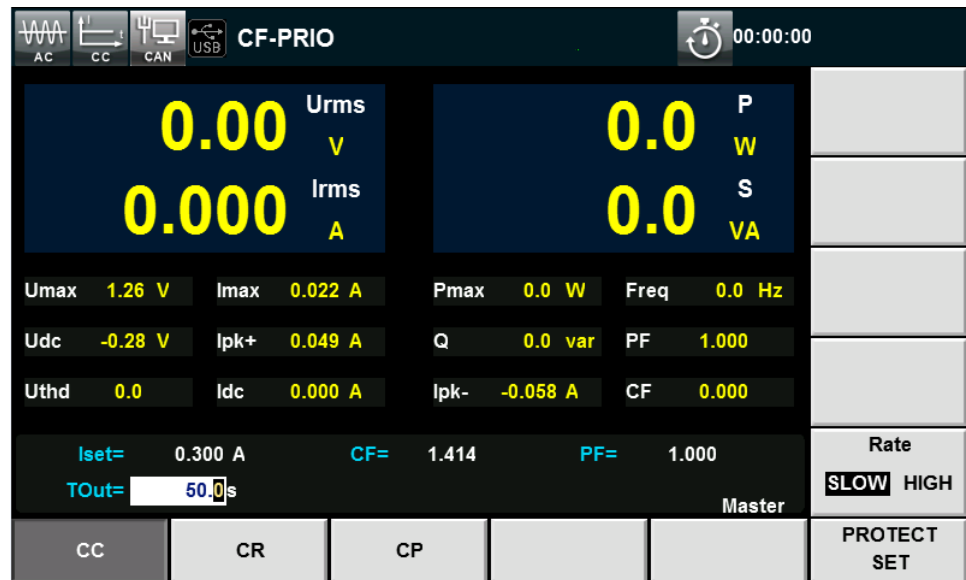 AC CC CAN USB CF-PRIO 00:00:00
0.00 Urms V
0.0 P W
0.000 Irms A
0.0 S VA
Umax 1.26 V Imax 0.022 A Pmax 0.0 W Freq 0.0 Hz
Udc -0.28 V Ipk+ 0.049 A Q 0.0 var PF 1.000
Uthd 0.0 Idc 0.000 A Ipk- -0.058 A CF 0.000
Iset= 0.300 A CF= 1.414 PF= 1.000
TOut= 50.0s
Master
Rate
SLOW HIGH
CC CR CP
PROTECT
SET